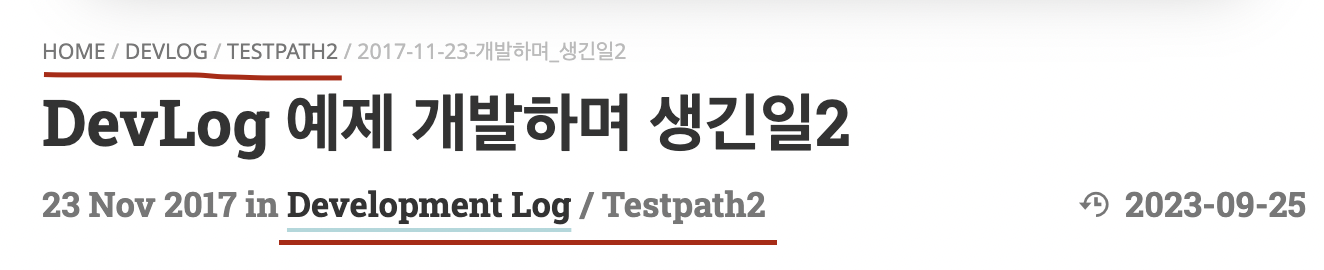 HOME / DEVLOG / TESTPATH2 / 2017-11-23-개발하며_생긴일2
DevLog 예제 개발하며 생긴일2
23 Nov 2017 in Development Log / Testpath2 2023-09-25